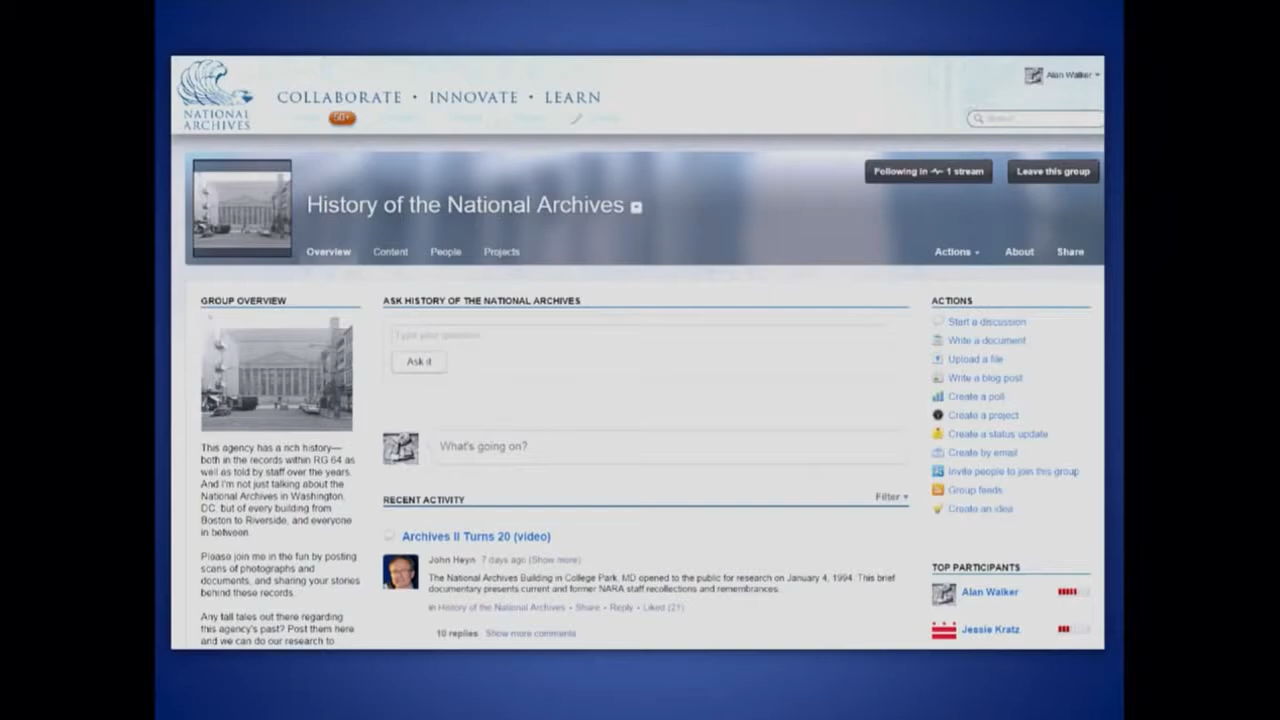 Alan Walker
COLLABORATE · INNOVATE · LEARN
NATIONAL
ARCHIVES
50+
Search
Following in 1 stream
Leave this group
History of the National Archives
Overview Content People Projects
Actions About Share
GROUP OVERVIEW
This agency has a rich history—
both in the records within RG 64 as
well as told by staff over the years.
And I'm not just talking about the
National Archives in Washington,
DC, but of every building from
Boston to Riverside, and everyone
in between.
Please join me in the fun by posting
scans of photographs and
documents, and sharing your stories
behind those records.
Any tall tales out there regarding
this agency's past? Post them here
and we can do our research to
ASK HISTORY OF THE NATIONAL ARCHIVES
Type your question
Ask it
What's going on?
RECENT ACTIVITY
Filter
Archives II Turns 20 (video)
John Heyn 7 days ago (Show more)
The National Archives Building in College Park, MD opened to the public for research on January 4, 1994. This brief
documentary presents current and former NARA staff recollections and remembrances.
in History of the National Archives • Share • Reply • Liked (21)
10 replies Show more comments
ACTIONS
Start a discussion
Write a document
Upload a file
Write a blog post
Create a poll
Create a project
Create a status update
Create by email
Invite people to join this group
Group feeds
Create an idea
TOP PARTICIPANTS
Alan Walker
Jessie Kratz